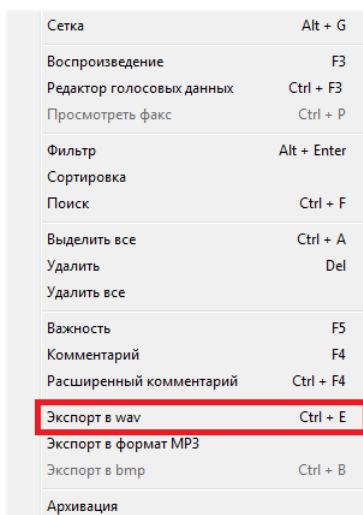 Сетка Alt + G
Воспроизведение F3
Редактор голосовых данных Ctrl + F3
Просмотреть факс Ctrl + P
Фильтр Alt + Enter
Сортировка
Поиск Ctrl + F
Выделить все Ctrl + A
Удалить Del
Удалить все
Важность F5
Комментарий F4
Расширенный комментарий Ctrl + F4
Экспорт в wav Ctrl + E
Экспорт в формат MP3
Экспорт в bmp Ctrl + B
Архивация